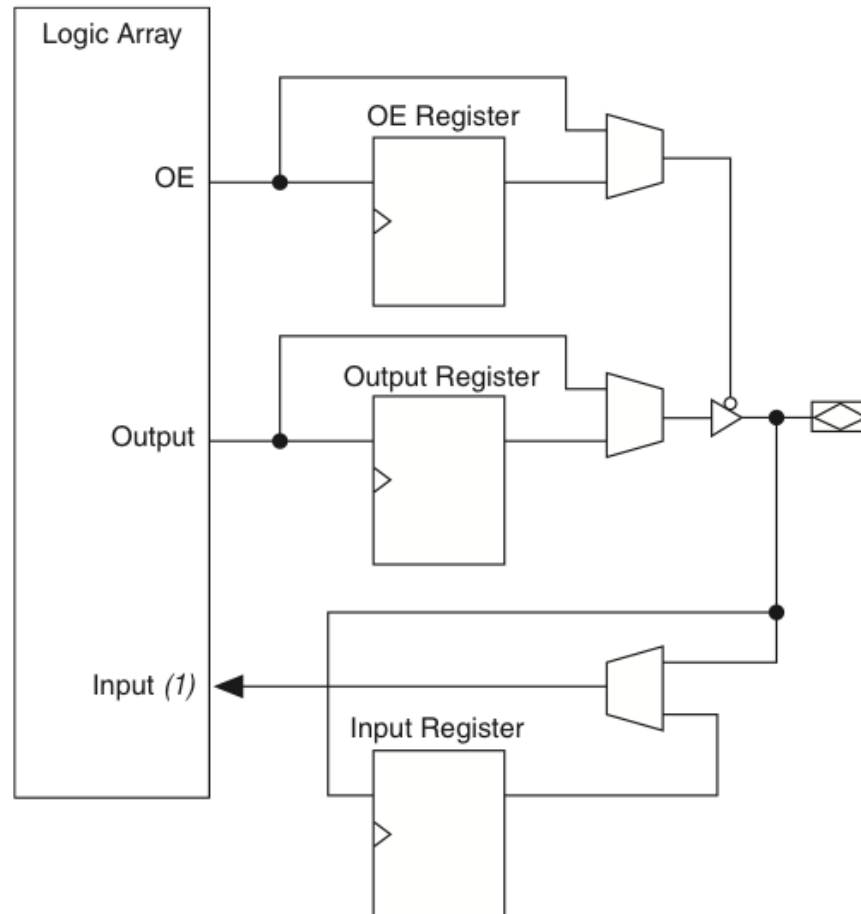 Logic Array
OE Register
OE
Output Register
Output
Input (1)
Input Register